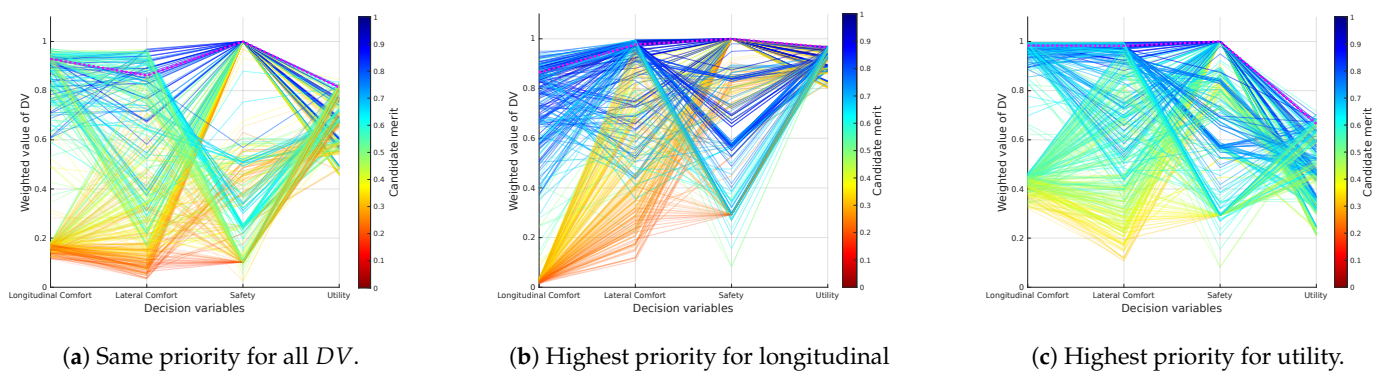 1
0.8
0.6
0.4
0.2
0
Weighted value of DV
Longitudinal Comfort
Lateral Comfort
Safety
Utility
Decision variables
1
0.9
0.8
0.7
0.6
0.5
0.4
0.3
0.2
0.1
0
Candidate merit
1
0.8
0.6
0.4
0.2
0
Weighted value of DV
Longitudinal Comfort
Lateral Comfort
Safety
Utility
Decision variables
1
0.9
0.8
0.7
0.6
0.5
0.4
0.3
0.2
0.1
0
Candidate merit
1
0.8
0.6
0.4
0.2
0
Weighted value of DV
Longitudinal Comfort
Lateral Comfort
Safety
Utility
Decision variables
1
0.9
0.8
0.7
0.6
0.5
0.4
0.3
0.2
0.1
0
Candidate merit
(a) Same priority for all DV.
(b) Highest priority for longitudinal
(c) Highest priority for utility.